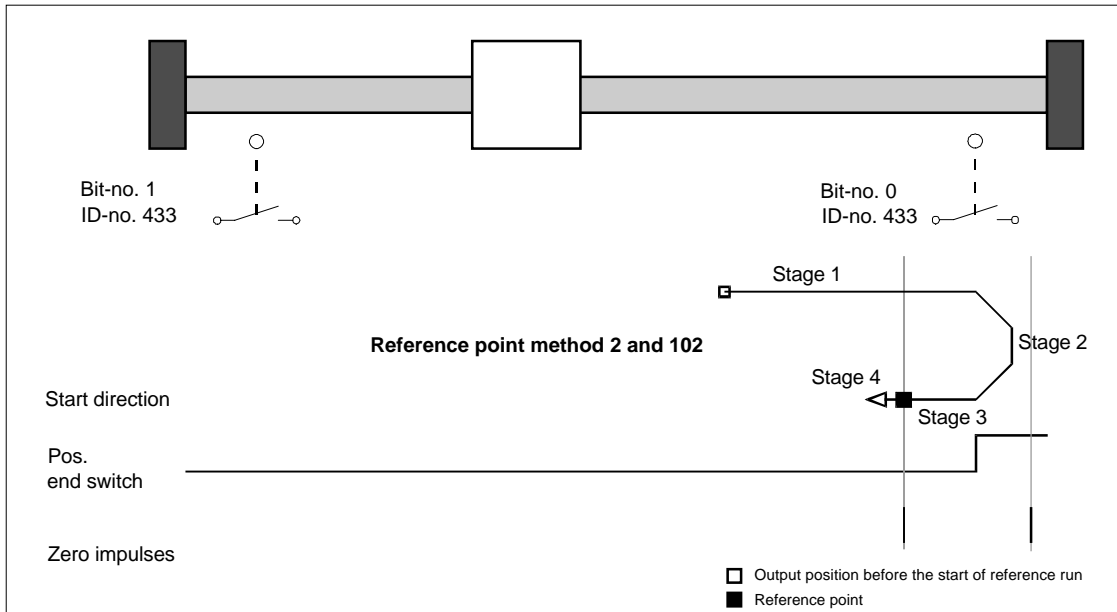 Bit-no. 1
ID-no. 433
Bit-no. 0
ID-no. 433
Stage 1
Reference point method 2 and 102
Stage 2
Stage 4
Start direction
Stage 3
Pos.
end switch
Zero impulses
Output position before the start of reference run
Reference point